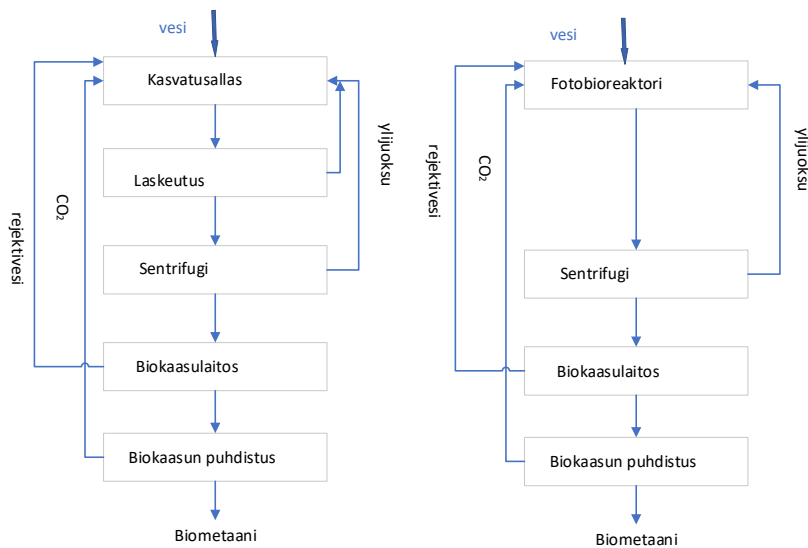 vesi
Kasvatusallas
Laskeutus
Sentrifugi
Biokaasulaitos
Biokaasun puhdistus
Biometaani
rejektivesi
CO₂
ylijuoksu
vesi
Fotobioreaktori
Sentrifugi
Biokaasulaitos
Biokaasun puhdistus
Biometaani
rejektivesi
CO₂
ylijuoksu